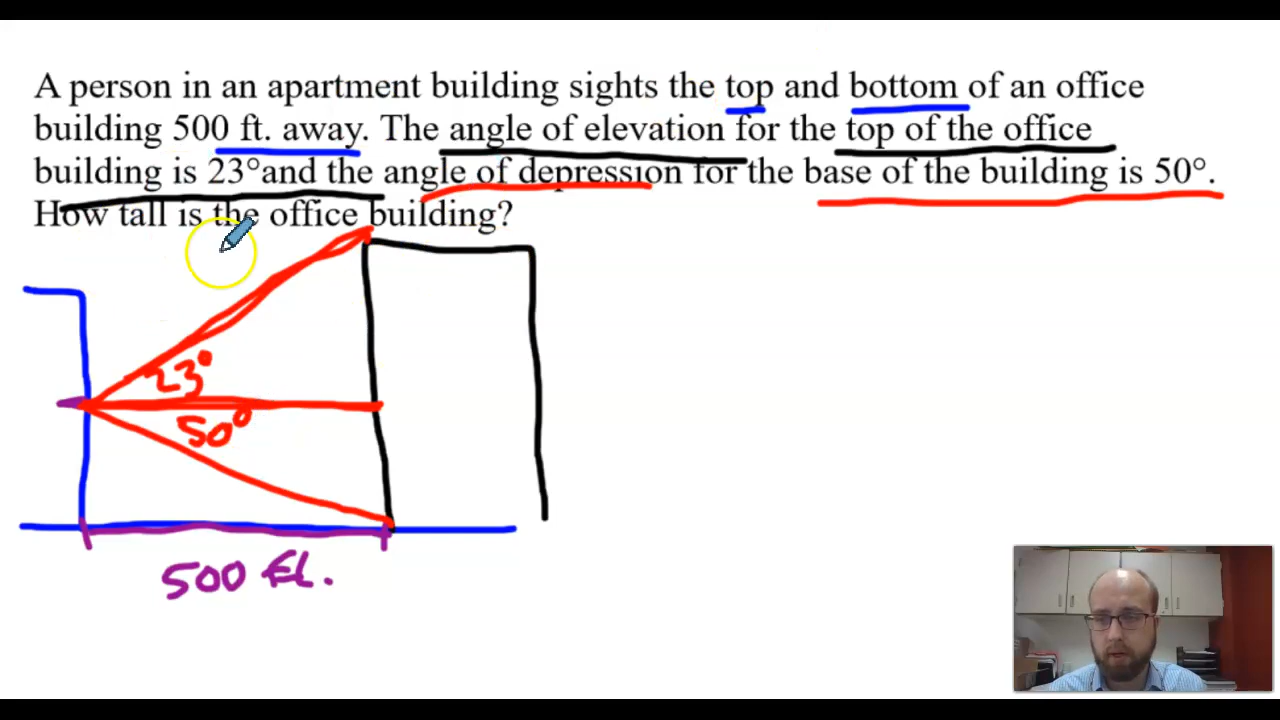 A person in an apartment building sights the top and bottom of an office
building 500 ft. away. The angle of elevation for the top of the office
building is 23°and the angle of depression for the base of the building is 50°.
How tall is the office building?
23°
50°
500 ft.